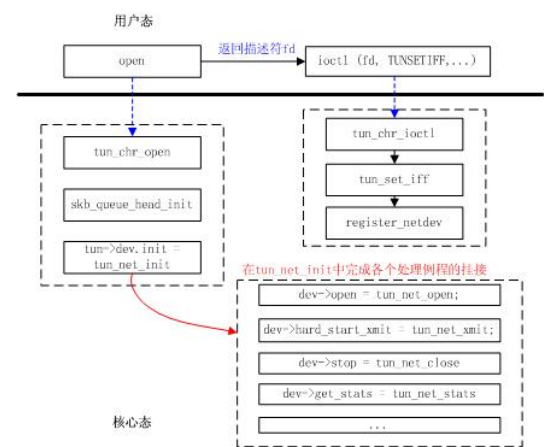 用户态
返回描述符fd
open
ioctl (fd, TUNSETIFF,...)
tun_chr_open
skb_queue_head_init
tun->dev.init =
tun_net_init
tun_chr_ioctl
tun_set_iff
register_netdev
在tun_net_init中完成各个处理例程的挂接
dev->open = tun_net_open;
dev->hard_start_xmit = tun_net_xmit;
dev->stop = tun_net_close
dev->get_stats = tun_net_stats
...
核心态